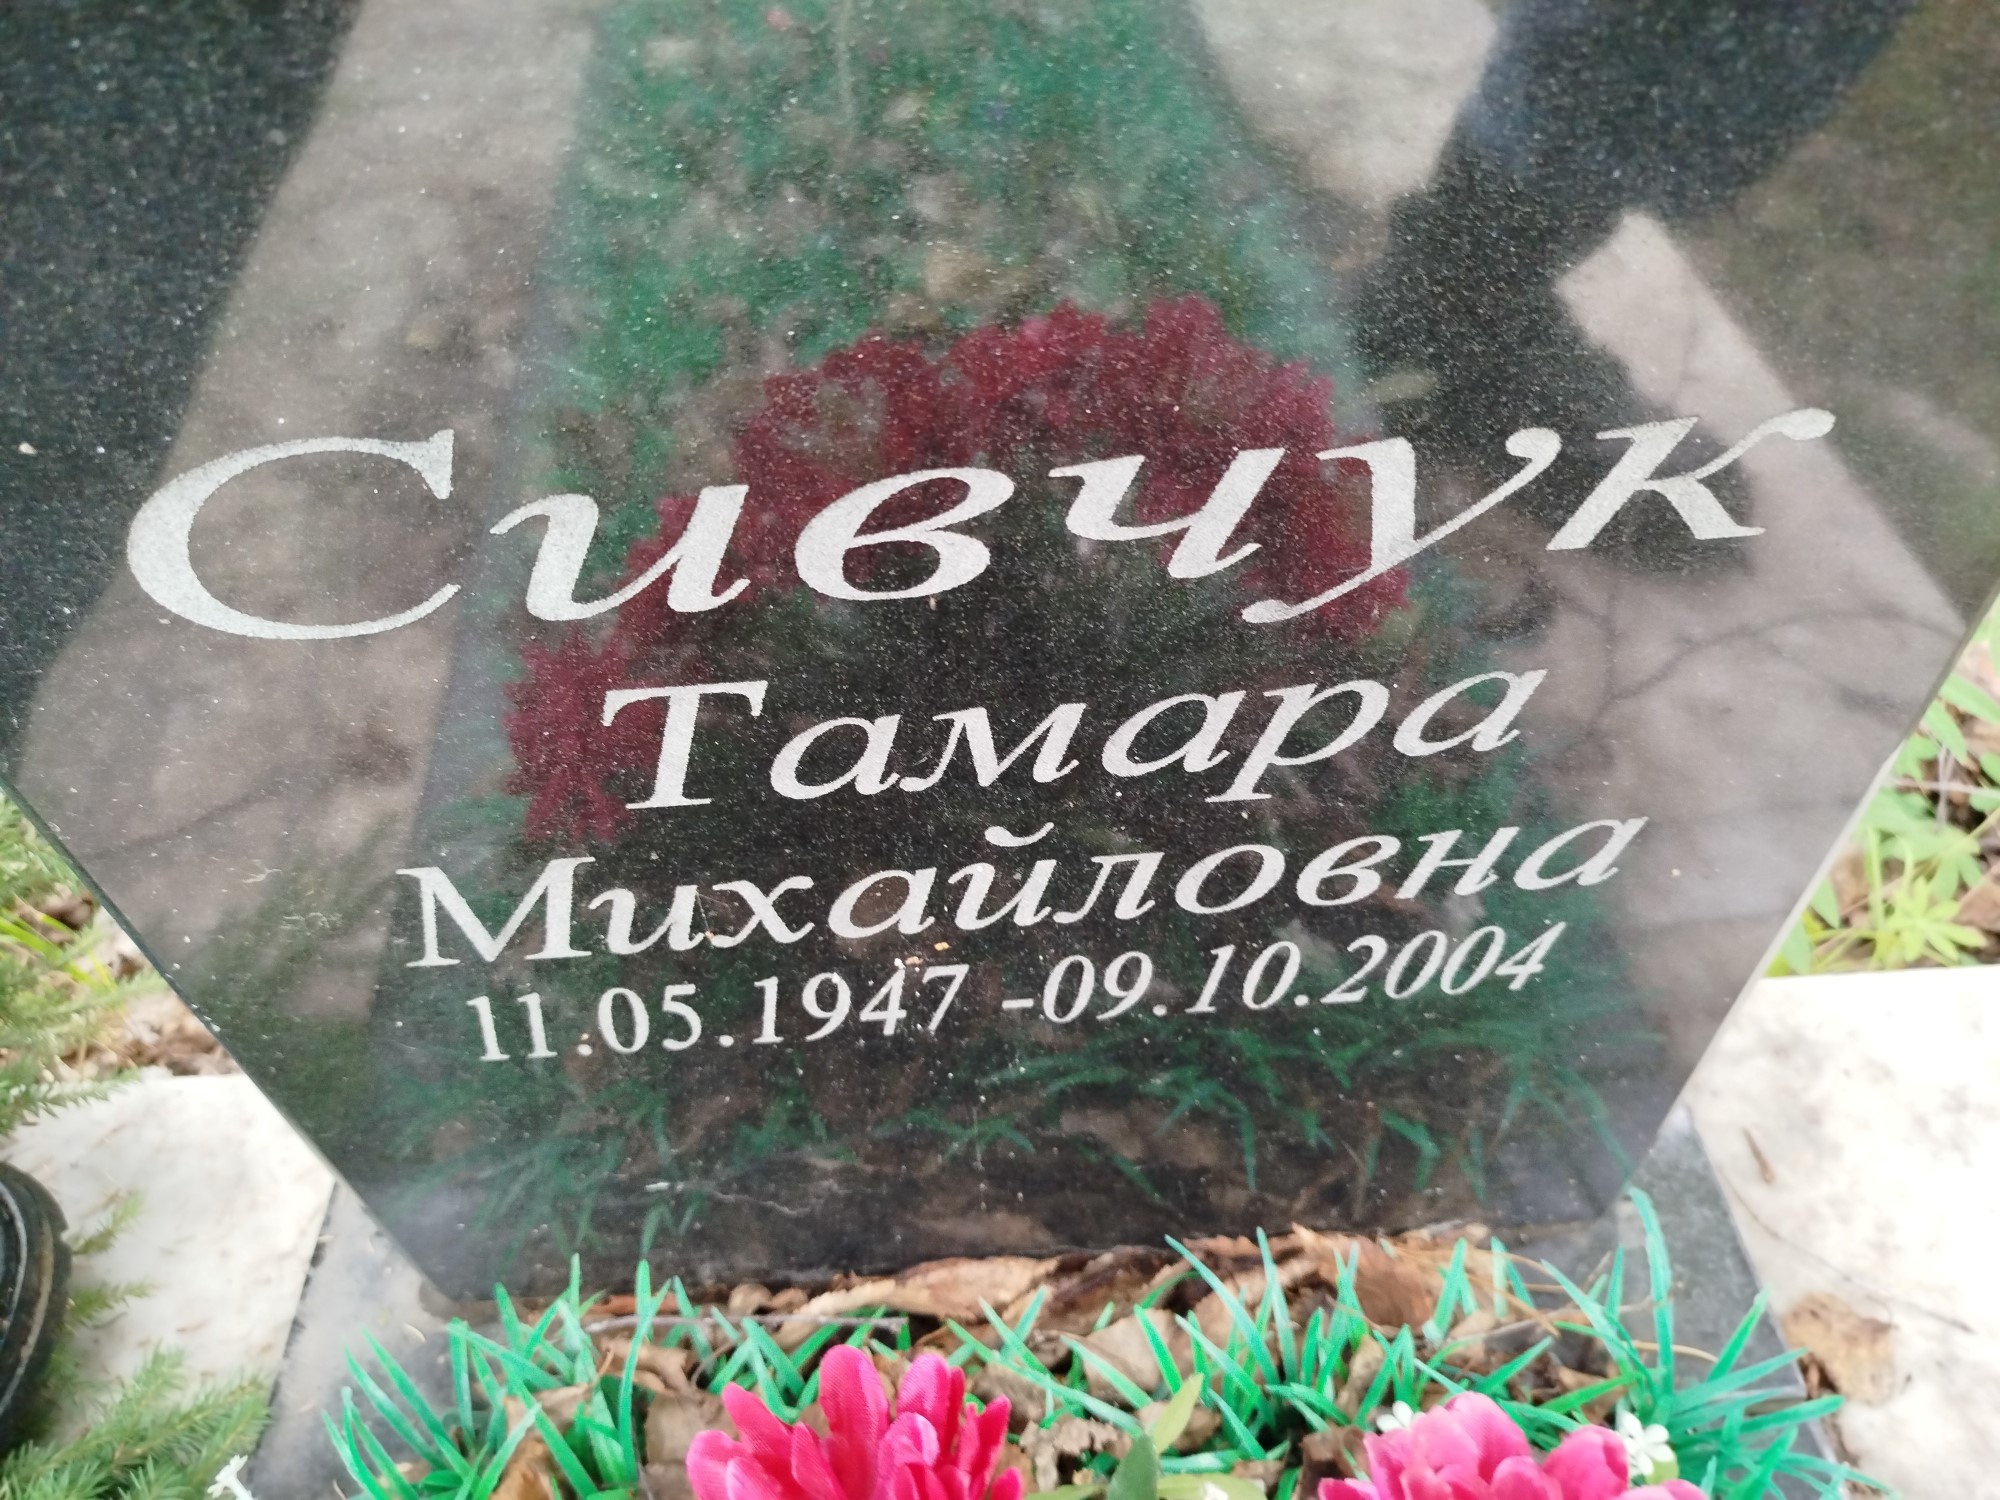 Сивчук
Тамара
Михайловна
11.05.1947 -09.10.2004